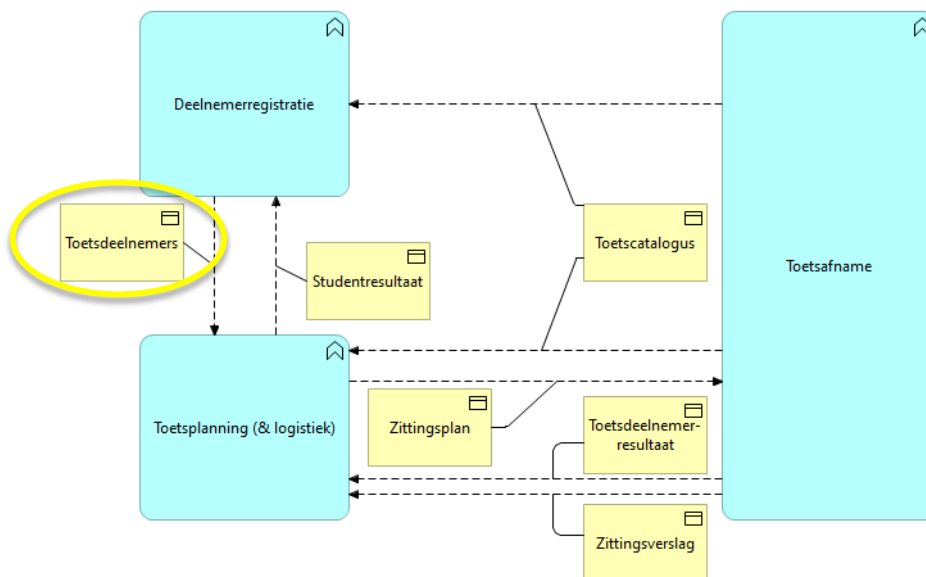 Deelnemerregistratie
Toetsdeelnemers
Studentresultaat
Toetscatalogus
Toetsafname
Toetsplanning (& logistiek)
Zittingsplan
Toetsdeelnemer-
resultaat
Zittingsverslag